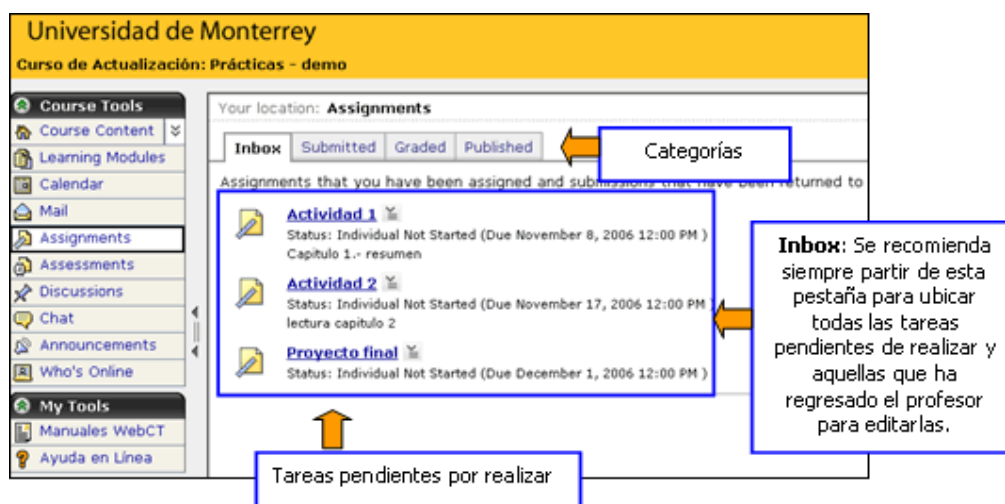 Universidad de Monterrey
Curso de Actualización: Prácticas - demo
Course Tools
Course Content
Learning Modules
Calendar
Mail
Assignments
Assessments
Discussions
Chat
Announcements
Who's Online
My Tools
Manuales WebCT
Ayuda en Línea
Your location: Assignments
Inbox Submitted Graded Published
Categorías
Assignments that you have been assigned and submissions that have been returned to
Actividad 1
Status: Individual Not Started (Due November 8, 2006 12:00 PM )
Capitulo 1.- resumen
Actividad 2
Status: Individual Not Started (Due November 17, 2006 12:00 PM )
lectura capitulo 2
Proyecto final
Status: Individual Not Started (Due December 1, 2006 12:00 PM )
Inbox: Se recomienda
siempre partir de esta
pestaña para ubicar
todas las tareas
pendientes de realizar y
aquellas que ha
regresado el profesor
para editarlas.
Tareas pendientes por realizar